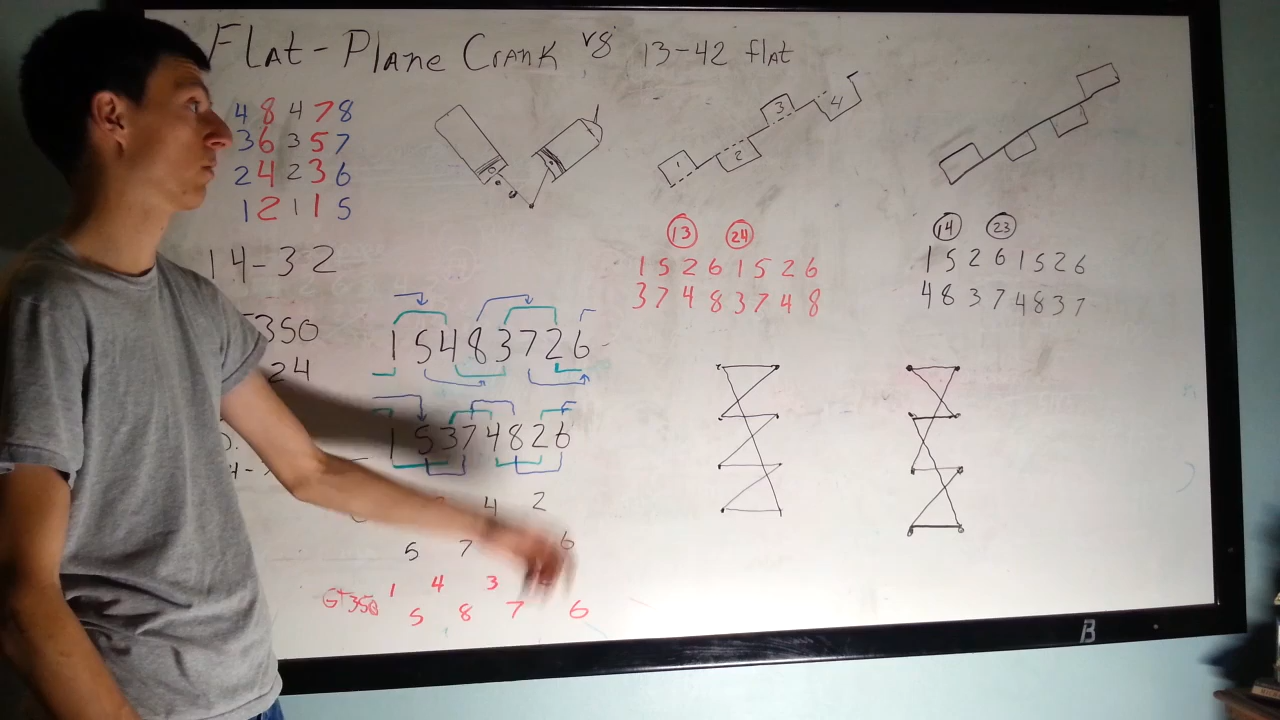 Flat-Plane Crank vs 13-42 flat
4 8 4 7 8
3 6 3 5 7
2 4 2 3 6
1 2 1 1 5
1 2 3 4
14-32
350
24
1 5 4 8 3 7 2 6
1 5 3 7 4 8 2 6
4 2
5 7 6
GT350 1 4 3
5 8 7 6
13 24
1 5 2 6 1 5 2 6
3 7 4 8 3 7 4 8
14 23
1 5 2 6 1 5 2 6
4 8 3 7 4 8 3 7
B